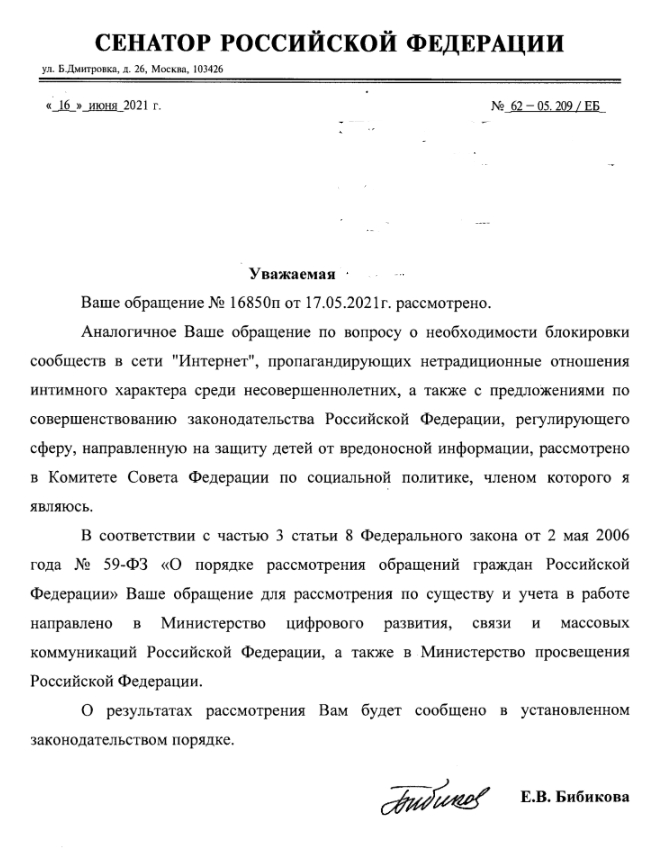 СЕНАТОР РОССИЙСКОЙ ФЕДЕРАЦИИ
ул. Б.Дмитровка, д. 26, Москва, 103426
« 16 » июня 2021 г. № 62 – 05. 209 / ЕБ
Уважаемая
Ваше обращение № 16850п от 17.05.2021г. рассмотрено.
Аналогичное Ваше обращение по вопросу о необходимости блокировки
сообществ в сети "Интернет", пропагандирующих нетрадиционные отношения
интимного характера среди несовершеннолетних, а также с предложениями по
совершенствованию законодательства Российской Федерации, регулирующего
сферу, направленную на защиту детей от вредоносной информации, рассмотрено
в Комитете Совета Федерации по социальной политике, членом которого я
являюсь.
В соответствии с частью 3 статьи 8 Федерального закона от 2 мая 2006
года № 59-ФЗ «О порядке рассмотрения обращений граждан Российской
Федерации» Ваше обращение для рассмотрения по существу и учета в работе
направлено в Министерство цифрового развития, связи и массовых
коммуникаций Российской Федерации, а также в Министерство просвещения
Российской Федерации.
О результатах рассмотрения Вам будет сообщено в установленном
законодательством порядке.
Е.В. Бибикова